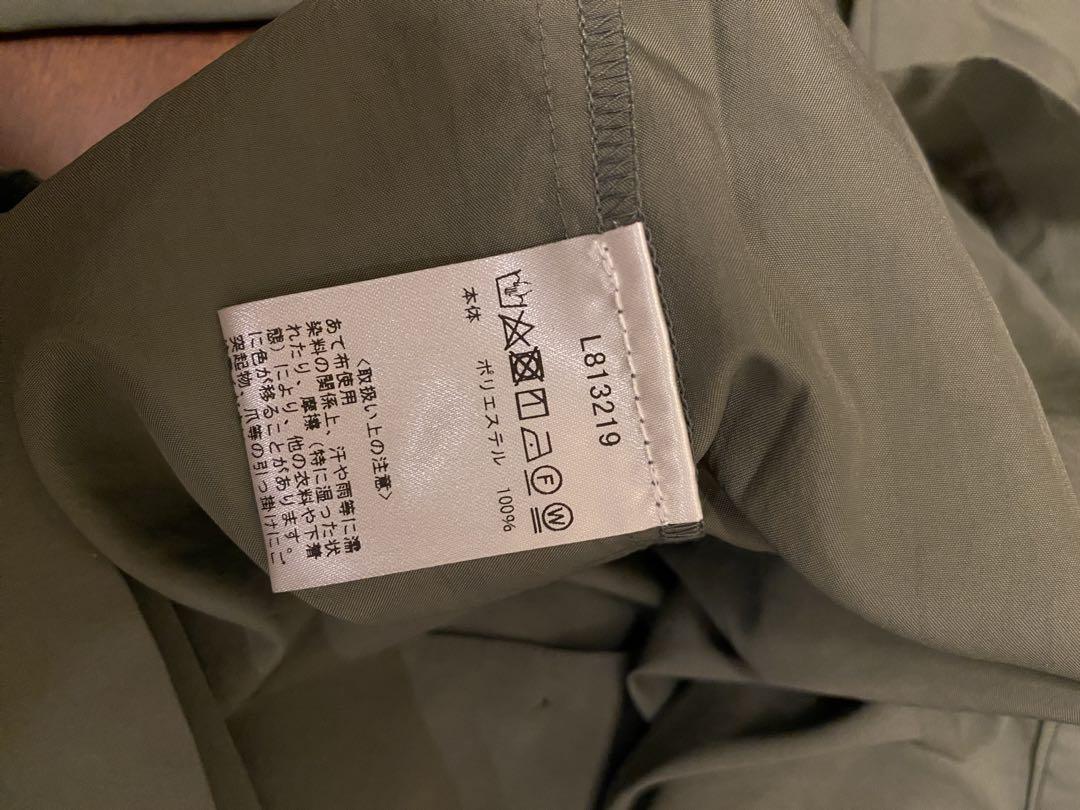 L813219
本体 ポリエステル 100%
〈取扱い上の注意〉
あて布使用
染料の関係上、汗や雨等に濡
れたり、摩擦（特に湿った状
態）により、他の衣料や下着
に色が移ることがあります。
突起物、爪等の引っ掛けにご